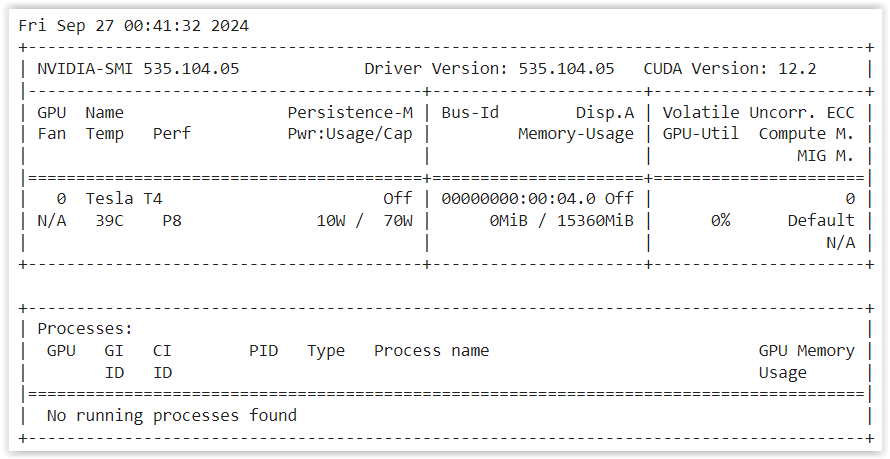 Fri Sep 27 00:41:32 2024
+---------------------------------------------------------------------------------------+
| NVIDIA-SMI 535.104.05             Driver Version: 535.104.05   CUDA Version: 12.2     |
|-----------------------------------------+----------------------+----------------------+
| GPU  Name                 Persistence-M | Bus-Id        Disp.A | Volatile Uncorr. ECC |
| Fan  Temp   Perf          Pwr:Usage/Cap |         Memory-Usage | GPU-Util  Compute M. |
|                                         |                      |               MIG M. |
|=========================================+======================+======================|
|   0  Tesla T4                       Off | 00000000:00:04.0 Off |                    0 |
| N/A   39C    P8              10W /  70W |      0MiB / 15360MiB |      0%      Default |
|                                         |                      |                  N/A |
+-----------------------------------------+----------------------+----------------------+

+---------------------------------------------------------------------------------------+
| Processes:                                                                            |
|  GPU   GI   CI        PID   Type   Process name                            GPU Memory |
|        ID   ID                                                             Usage      |
|=======================================================================================|
|  No running processes found                                                           |
+---------------------------------------------------------------------------------------+